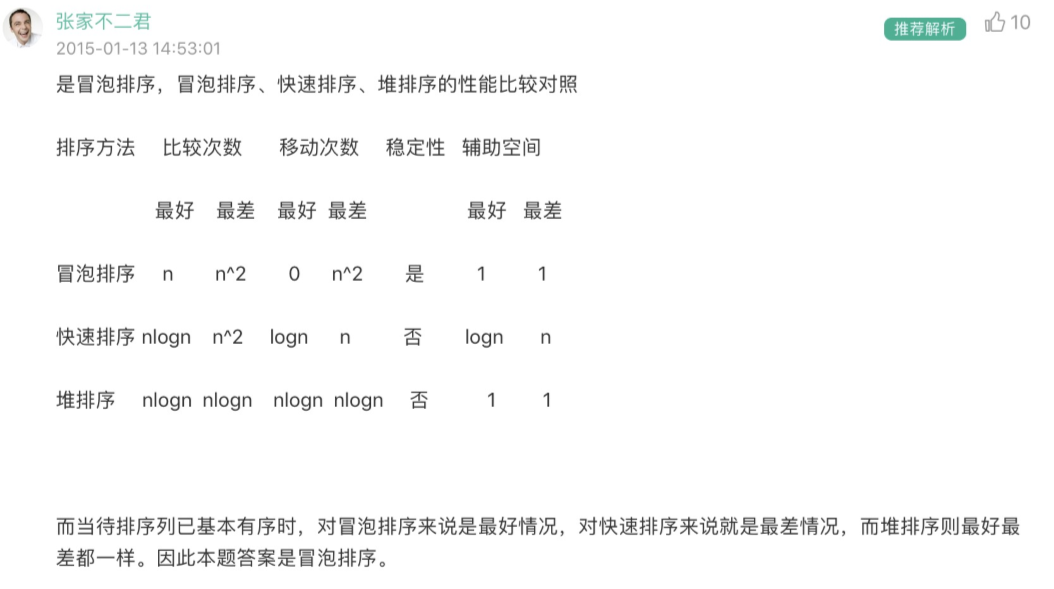 张家不二君
推荐解析 10
2015-01-13 14:53:01
是冒泡排序，冒泡排序、快速排序、堆排序的性能比较对照
排序方法 比较次数 移动次数 稳定性 辅助空间
最好 最差 最好 最差 最好 最差
冒泡排序 n n^2 0 n^2 是 1 1
快速排序 nlogn n^2 logn n 否 logn n
堆排序 nlogn nlogn nlogn nlogn 否 1 1
而当待排序列已基本有序时，对冒泡排序来说是最好情况，对快速排序来说就是最差情况，而堆排序则最好最
差都一样。因此本题答案是冒泡排序。